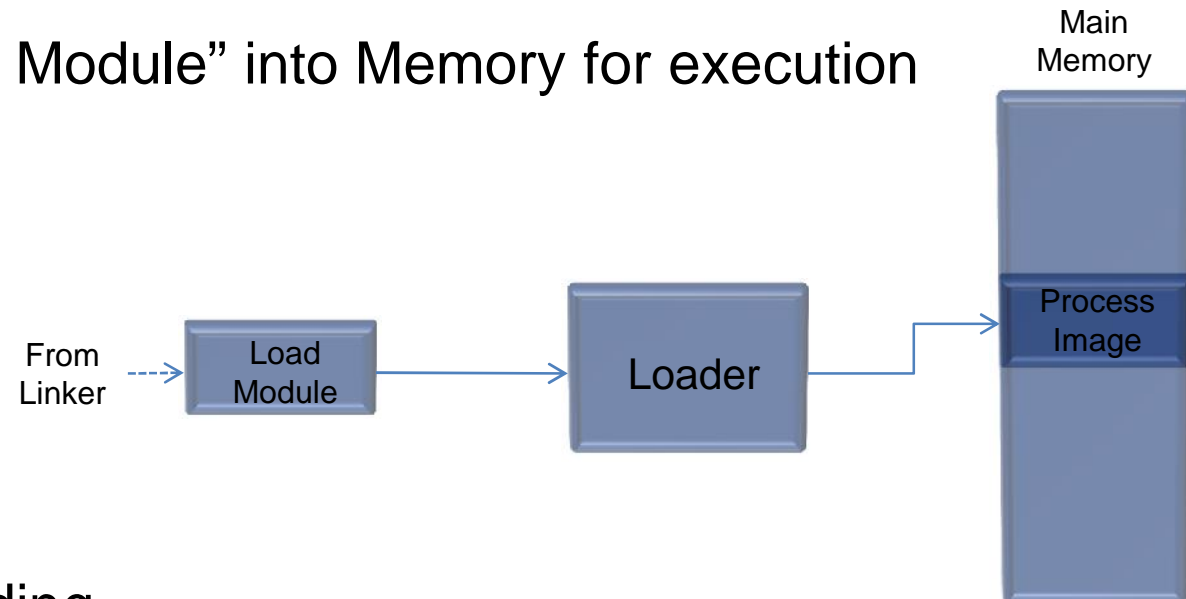 Module” into Memory for execution
Main
Memory
From
Linker
Load
Module
Loader
Process
Image